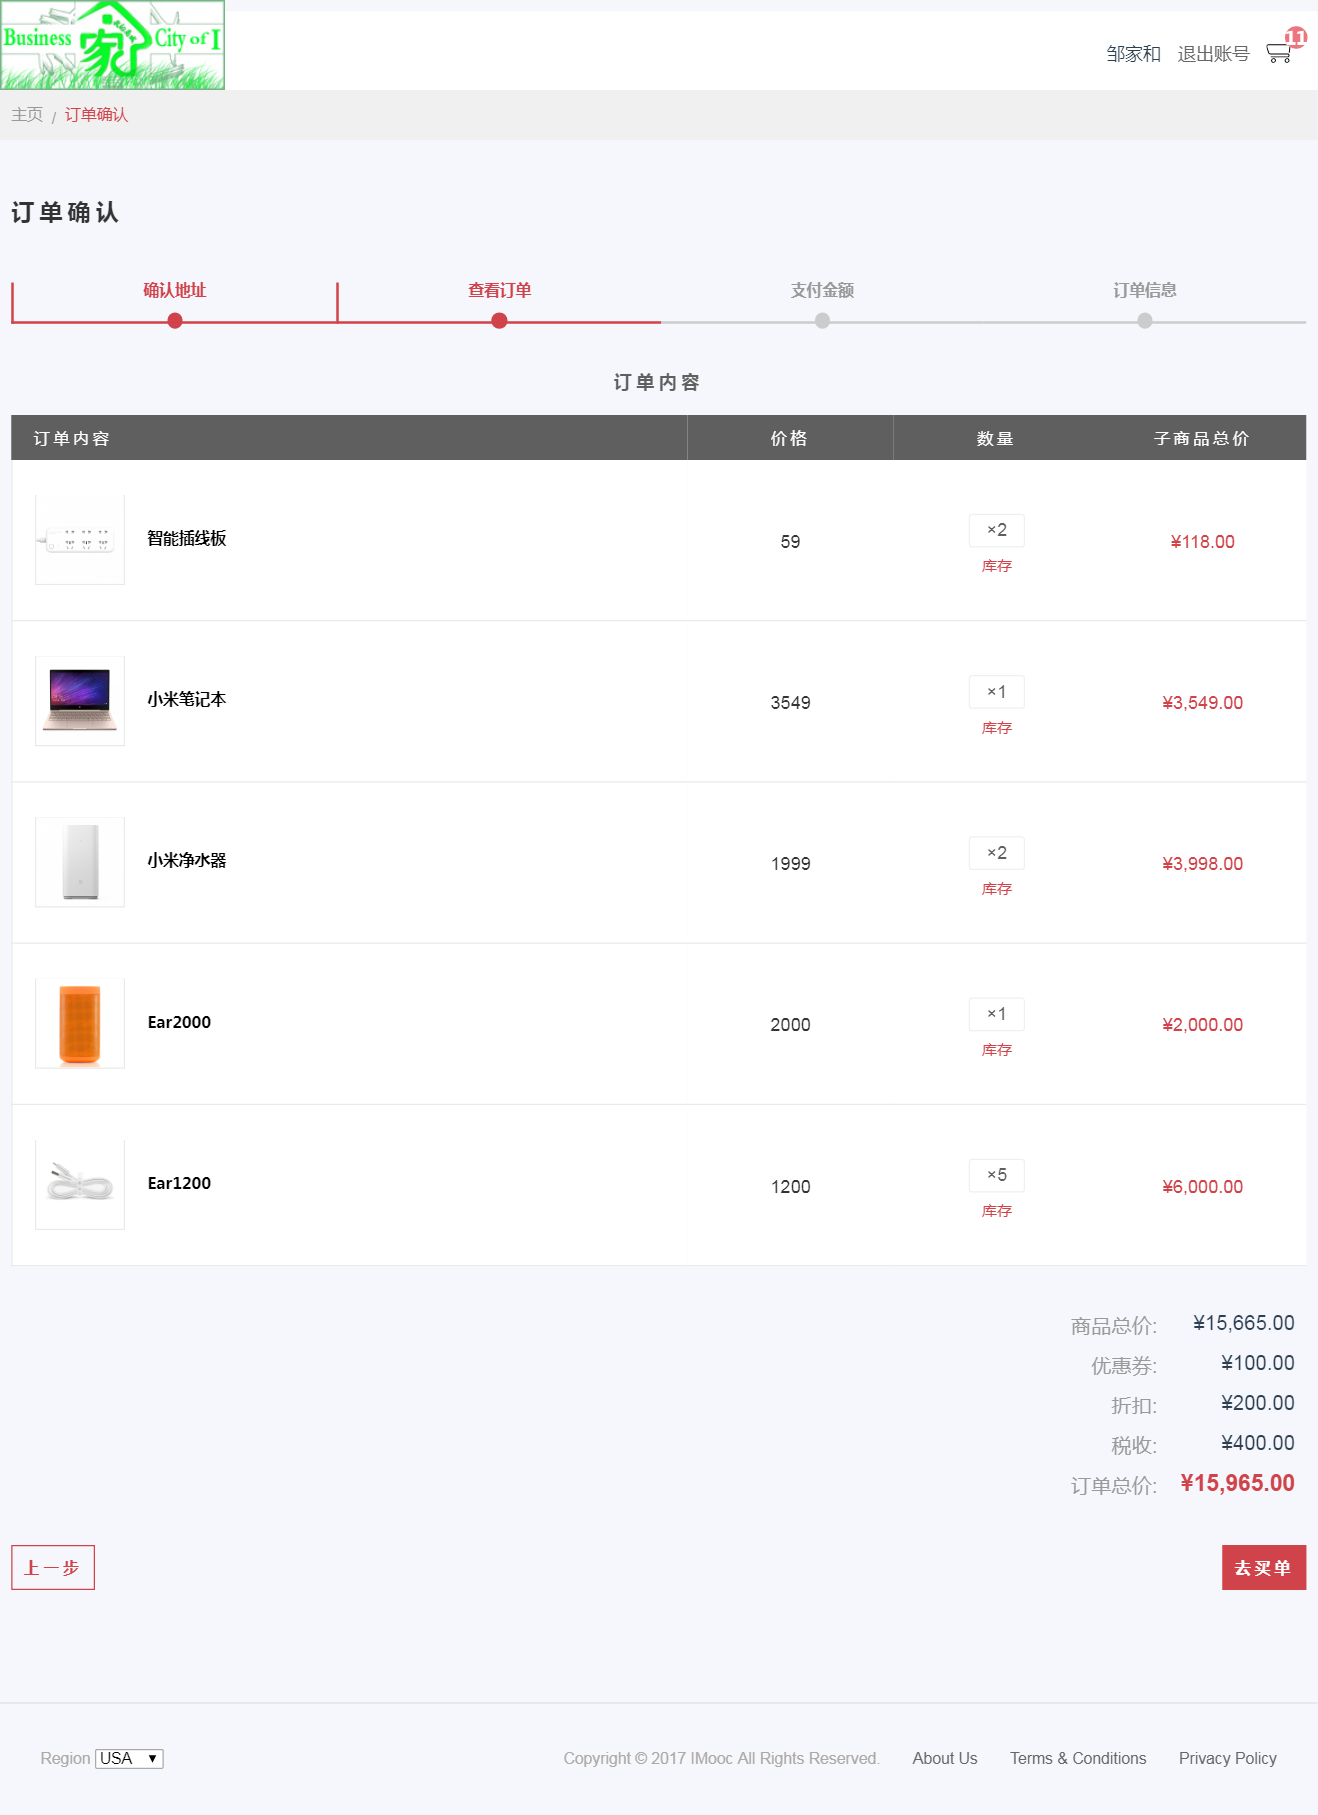 Business 家 City of I
邹家和 退出账号 11
主页 / 订单确认
订单确认
确认地址 查看订单 支付金额 订单信息
订单内容
订单内容 价格 数量 子商品总价
智能插线板 59 ×2 ¥118.00
库存
小米笔记本 3549 ×1 ¥3,549.00
库存
小米净水器 1999 ×2 ¥3,998.00
库存
Ear2000 2000 ×1 ¥2,000.00
库存
Ear1200 1200 ×5 ¥6,000.00
库存
商品总价: ¥15,665.00
优惠券: ¥100.00
折扣: ¥200.00
税收: ¥400.00
订单总价: ¥15,965.00
上一步 去买单
Region USA Copyright © 2017 IMooc All Rights Reserved. About Us Terms & Conditions Privacy Policy